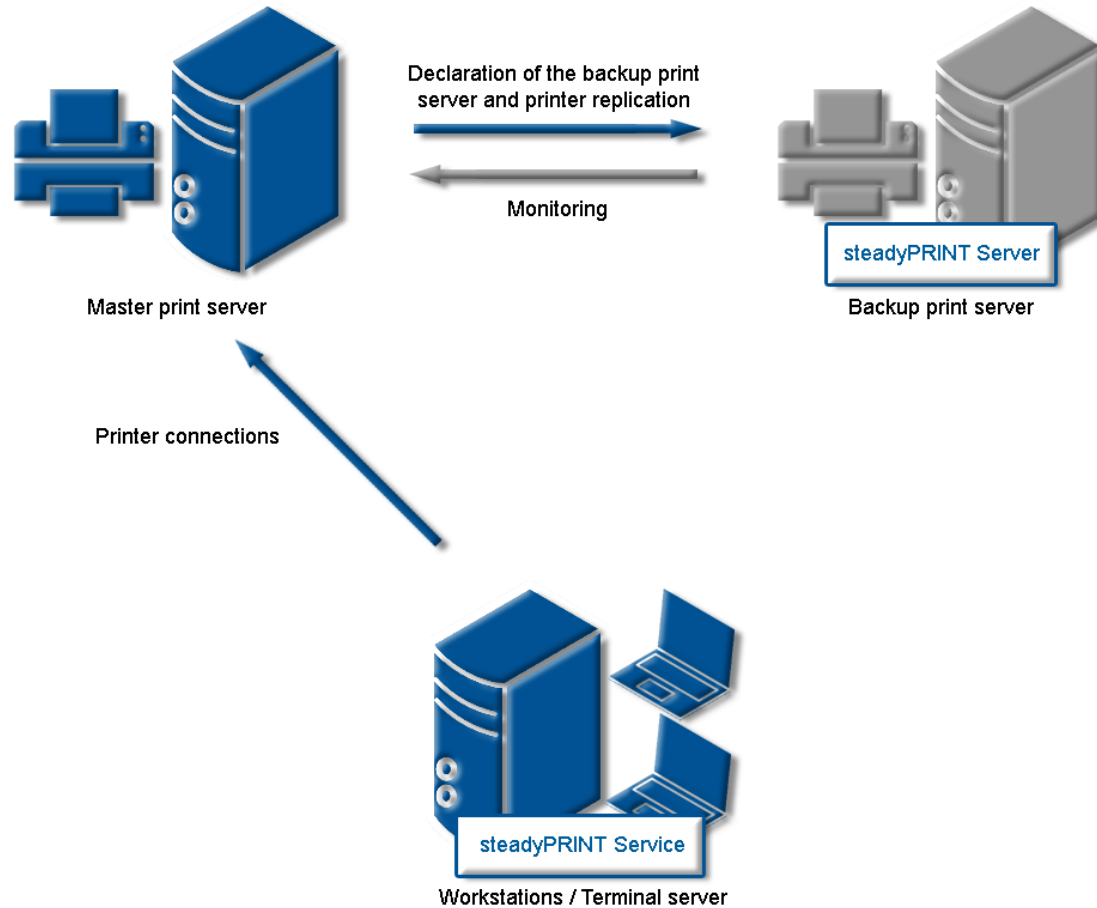 Declaration of the backup print
server and printer replication
Monitoring
steadyPRINT Server
Master print server
Backup print server
Printer connections
steadyPRINT Service
Workstations / Terminal server